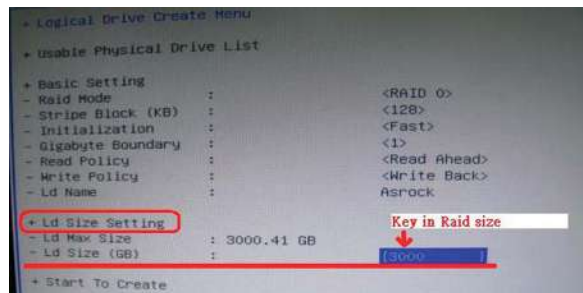 + Logical Drive Create Menu
+ Usable Physical Drive List
+ Basic Setting
- Raid Mode : <RAID 0>
- Stripe Block (KB) : <128>
- Initialization : <Fast>
- Gigabyte Boundary : <1>
- Read Policy : <Read Ahead>
- Write Policy : <Write Back>
- Ld Name : Asrock
+ Ld Size Setting
Key in Raid size
- Ld Max Size : 3000.41 GB
- Ld Size (GB) : [3000 ]
+ Start To Create